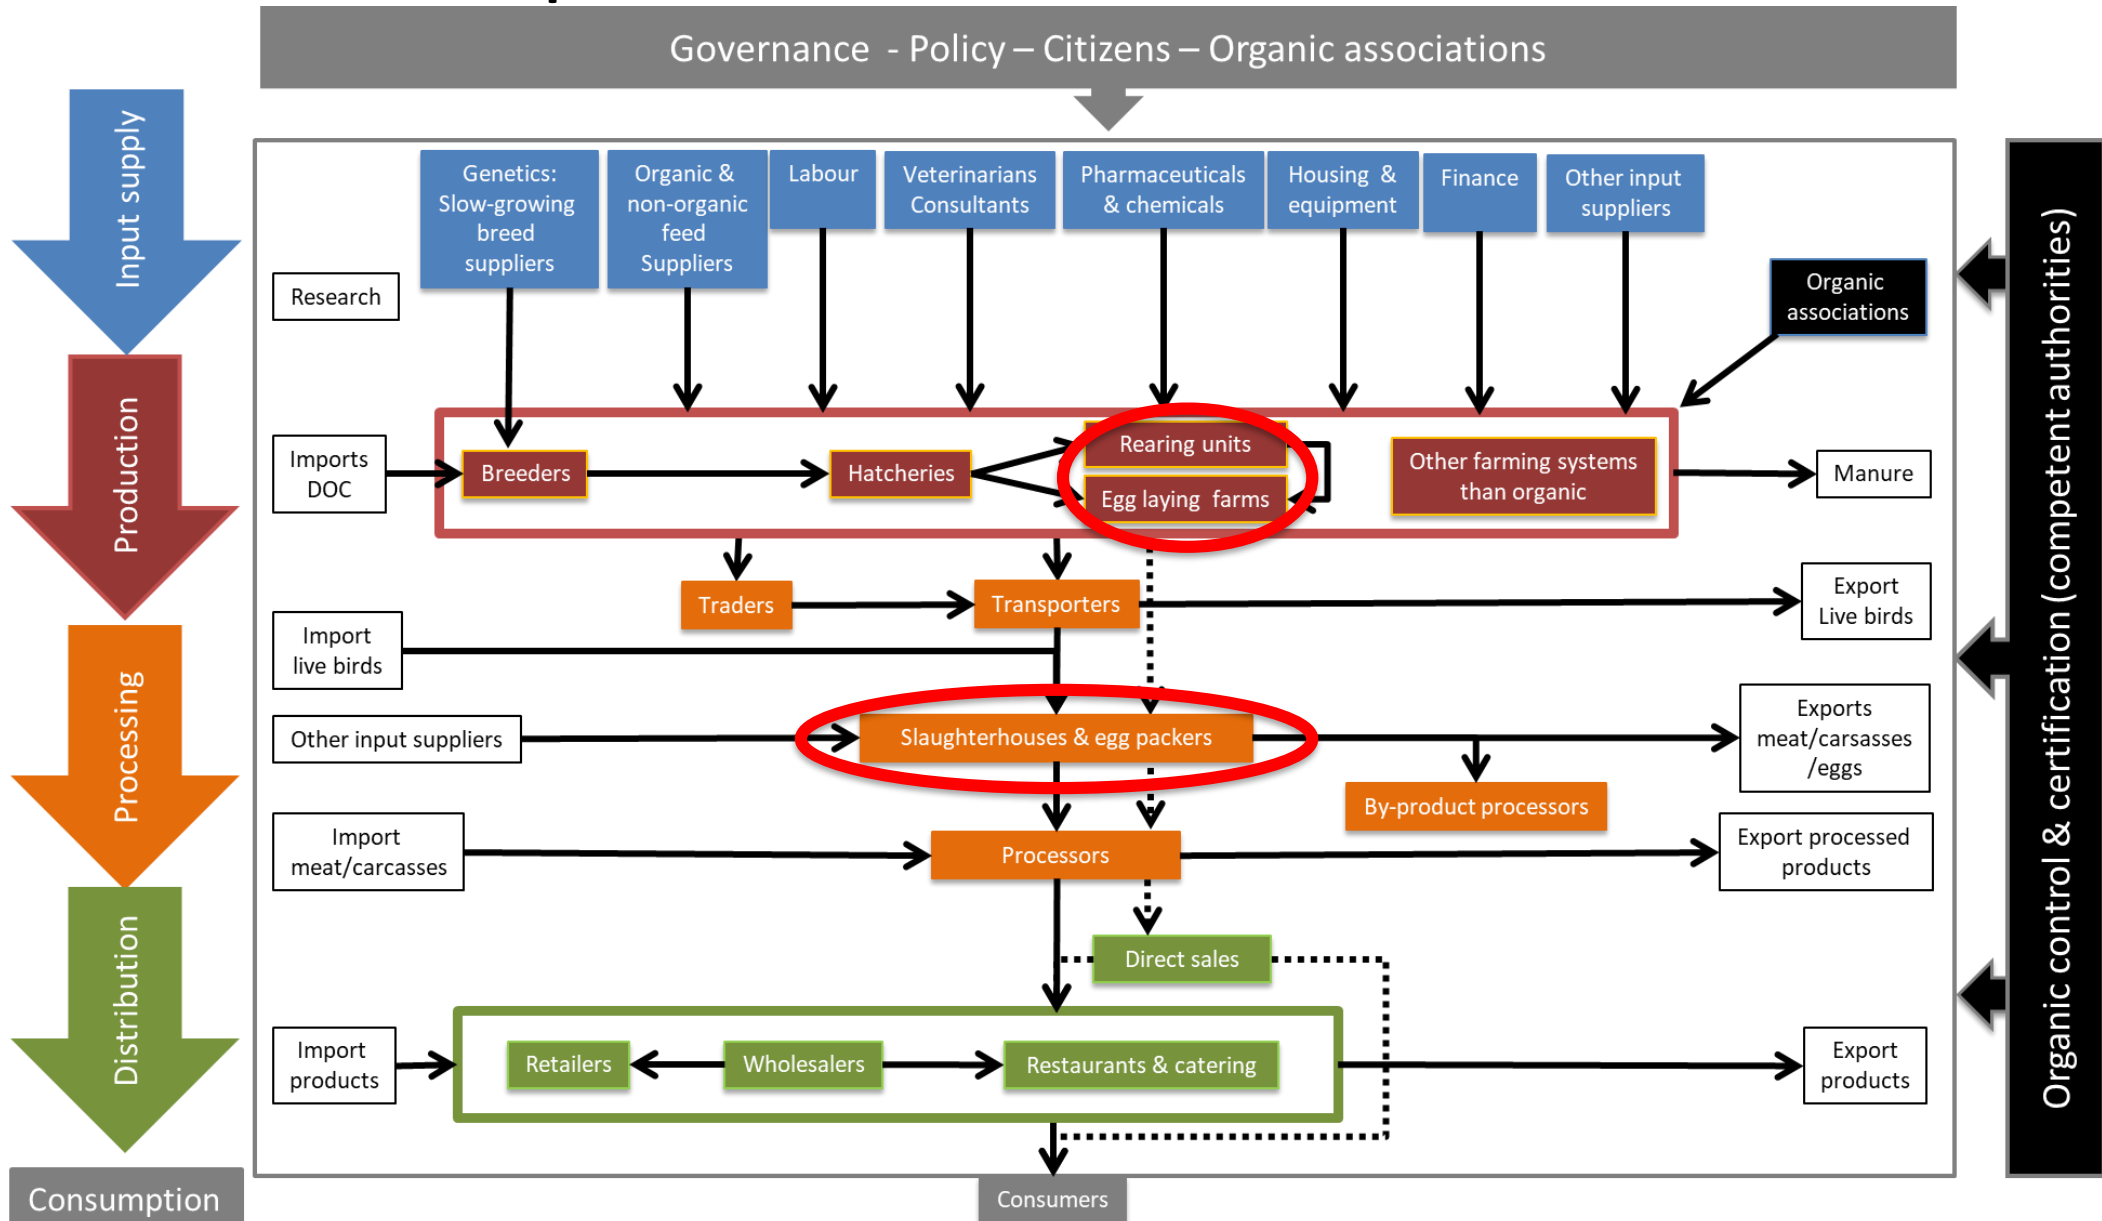 Governance - Policy – Citizens – Organic associations
Input supply
Production
Processing
Distribution
Consumption
Genetics:
Slow-growing
breed
suppliers
Organic &
non-organic
feed
Suppliers
Labour
Veterinarians
Consultants
Pharmaceuticals
& chemicals
Housing &
equipment
Finance
Other input
suppliers
Research
Organic
associations
Imports
DOC
Breeders
Hatcheries
Rearing units
Egg laying farms
Other farming systems
than organic
Manure
Traders
Transporters
Export
Live birds
Import
live birds
Other input suppliers
Slaughterhouses & egg packers
Exports
meat/carsasses
/eggs
By-product processors
Import
meat/carcasses
Processors
Export processed
products
Direct sales
Import
products
Retailers
Wholesalers
Restaurants & catering
Export
products
Consumers
Organic control & certification (competent authorities)